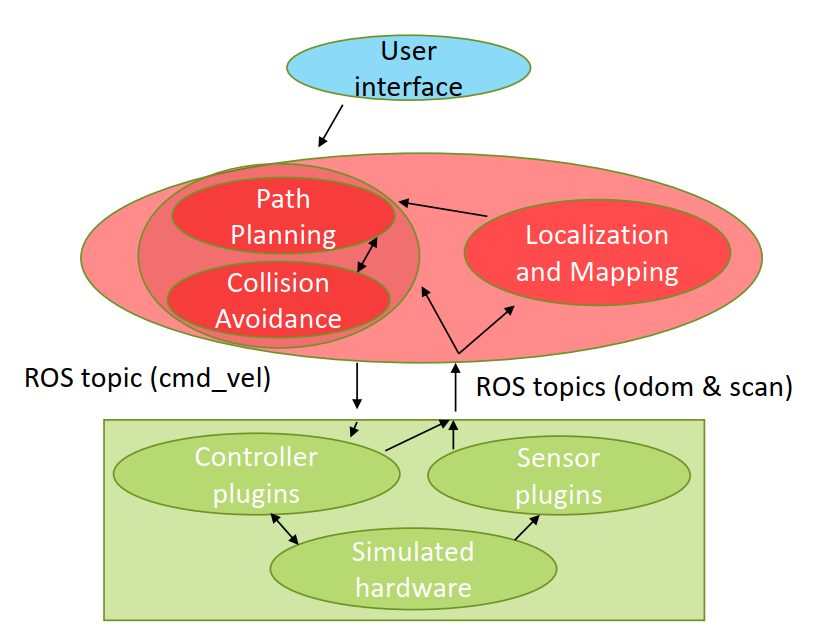 User
interface
Path
Planning
Localization
and Mapping
Collision
Avoidance
ROS topic (cmd_vel)
ROS topics (odom & scan)
Controller
plugins
Sensor
plugins
Simulated
hardware